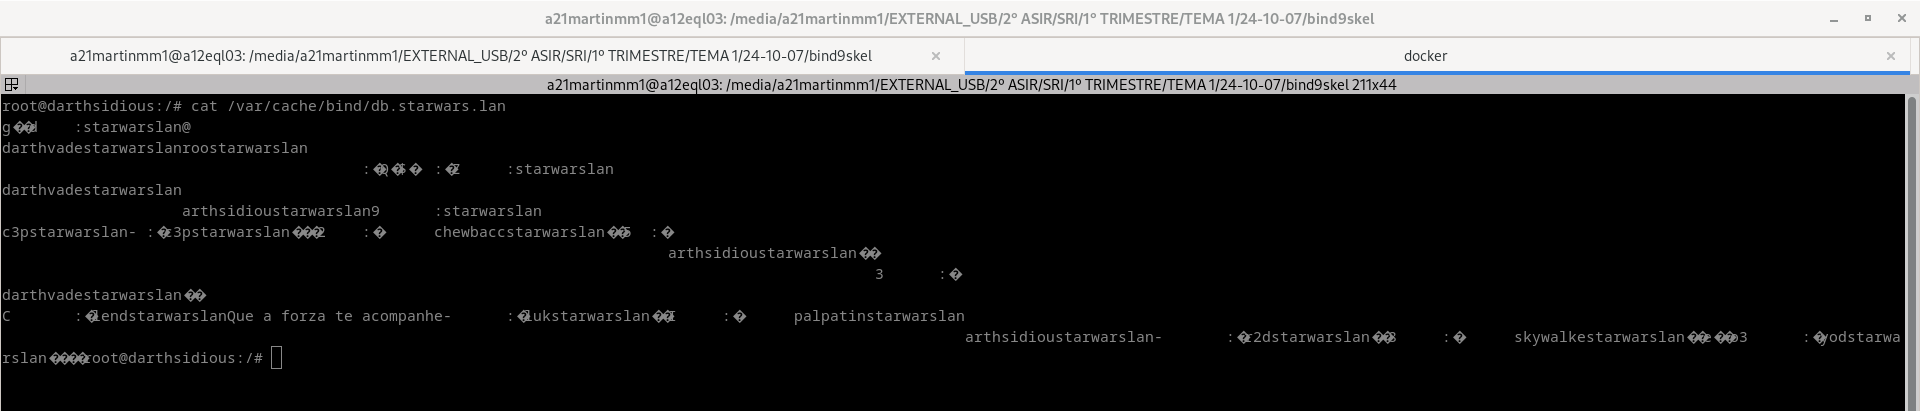 a21martinmm1@a12eql03: /media/a21martinmm1/EXTERNAL_USB/2º ASIR/SRI/1º TRIMESTRE/TEMA 1/24-10-07/bind9skel
a21martinmm1@a12eql03: /media/a21martinmm1/EXTERNAL_USB/2º ASIR/SRI/1º TRIMESTRE/TEMA 1/24-10-07/bind9skel
docker
a21martinmm1@a12eql03: /media/a21martinmm1/EXTERNAL_USB/2º ASIR/SRI/1º TRIMESTRE/TEMA 1/24-10-07/bind9skel 211x44
root@darthsidious:/# cat /var/cache/bind/db.starwars.lan
g��d :starwarslan@
darthvadestarwarslanroostarwarslan
:� :� :starwarslan
darthvadestarwarslan
arthsidioustarwarslan9 :starwarslan
c3pstarwarslan- :�c3pstarwarslan���2 :� chewbaccstarwarslan��5 :�
arthsidioustarwarslan��
3 :�
darthvadestarwarslan��
C :�lendstarwarslanQue a forza te acompanhe- :�lukstarwarslan��I :� palpatinstarwarslan
arthsidioustarwarslan- :�r2dstarwarslan��3 :� skywalkestarwarslan�� ��3 :�yodstarwa
rslan����root@darthsidious:/#